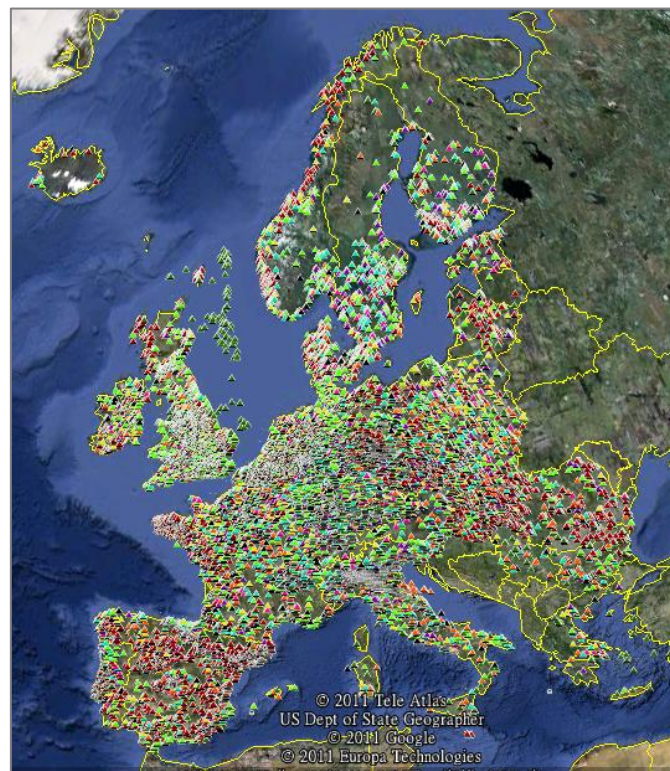 © 2011 Tele Atlas
US Dept of State Geographer
© 2011 Google
© 2011 Europa Technologies